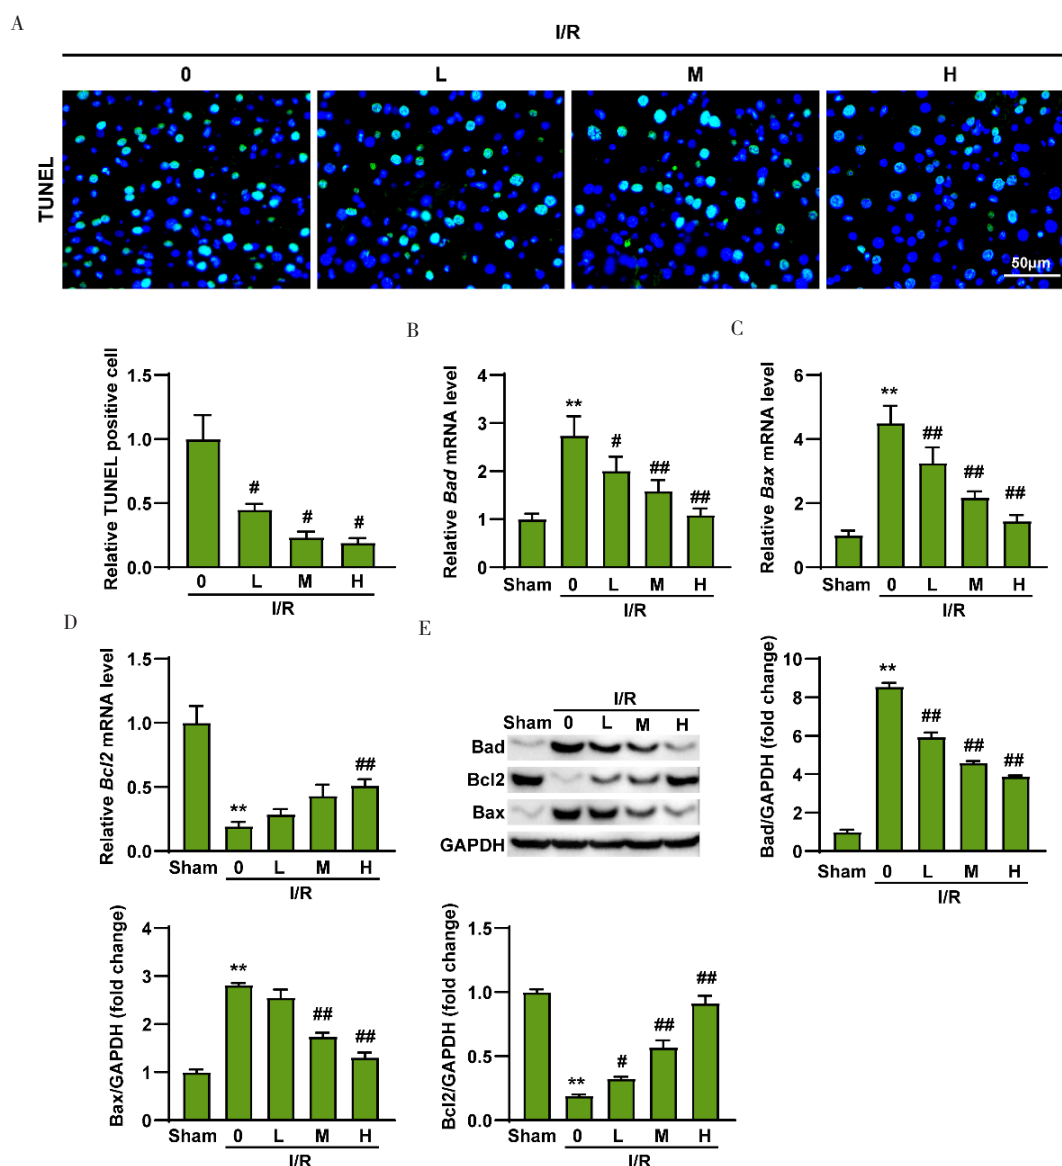 A
I/R
0 L M H
TUNEL
50μm
Relative TUNEL positive cell
1.5
1.0
0.5
0.0
# # #
0 L M H
I/R
B
Relative Bad mRNA level
4
3
2
1
0
** # ## ##
Sham 0 L M H
I/R
C
Relative Bax mRNA level
6
4
2
0
** ## ## ##
Sham 0 L M H
I/R
D
Relative Bcl2 mRNA level
1.5
1.0
0.5
0.0
** ##
Sham 0 L M H
I/R
E
I/R
Sham 0 L M H
Bad
Bcl2
Bax
GAPDH
Bad/GAPDH (fold change)
10
8
6
4
2
0
** ## ## ##
Sham 0 L M H
I/R
Bax/GAPDH (fold change)
4
3
2
1
0
** ## ##
Sham 0 L M H
I/R
Bcl2/GAPDH (fold change)
1.5
1.0
0.5
0.0
** # ## ##
Sham 0 L M H
I/R